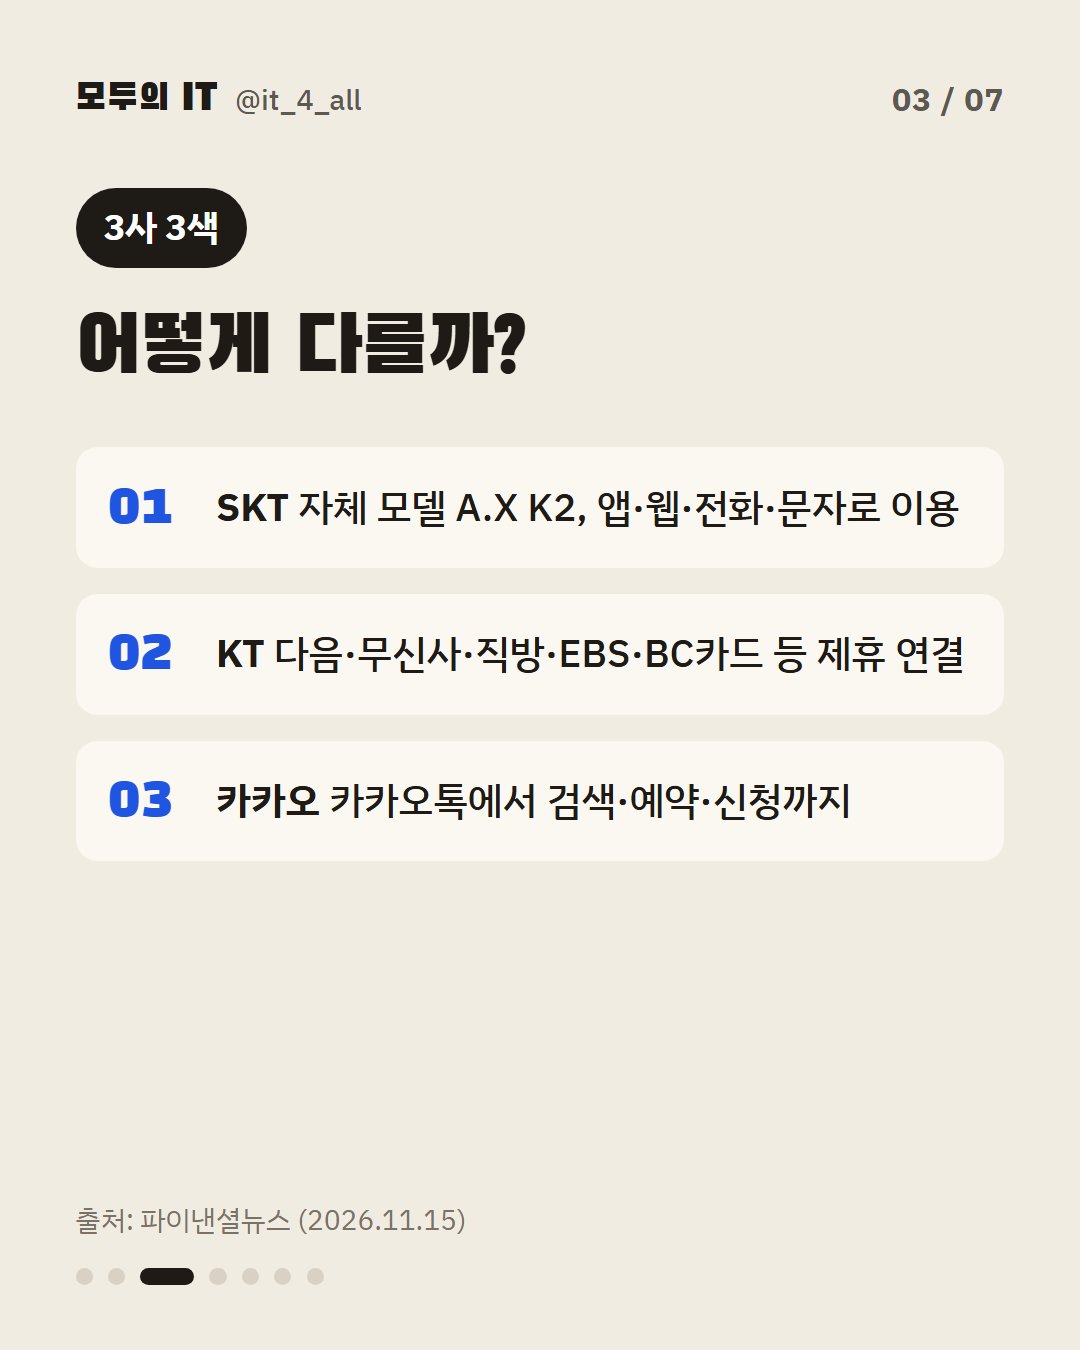 모두의 IT @it_4_all
03 / 07
3사 3색
어떻게 다를까?
01 SKT 자체 모델 A.X K2, 앱·웹·전화·문자로 이용
02 KT 다음·무신사·직방·EBS·BC카드 등 제휴 연결
03 카카오 카카오톡에서 검색·예약·신청까지
출처: 파이낸셜뉴스 (2026.11.15)